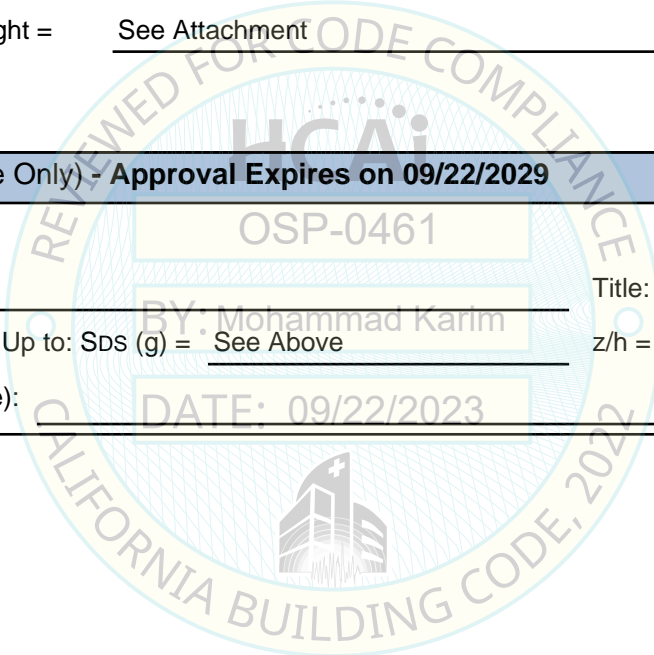 ght = See Attachment
REVIEWED FOR CODE COMPLIANCE
HCAi
e Only) - Approval Expires on 09/22/2029
OSP-0461
Title:
BY: Mohammad Karim
Up to: SDS (g) = See Above z/h =
e):
DATE: 09/22/2023
CALIFORNIA BUILDING CODE, 2022